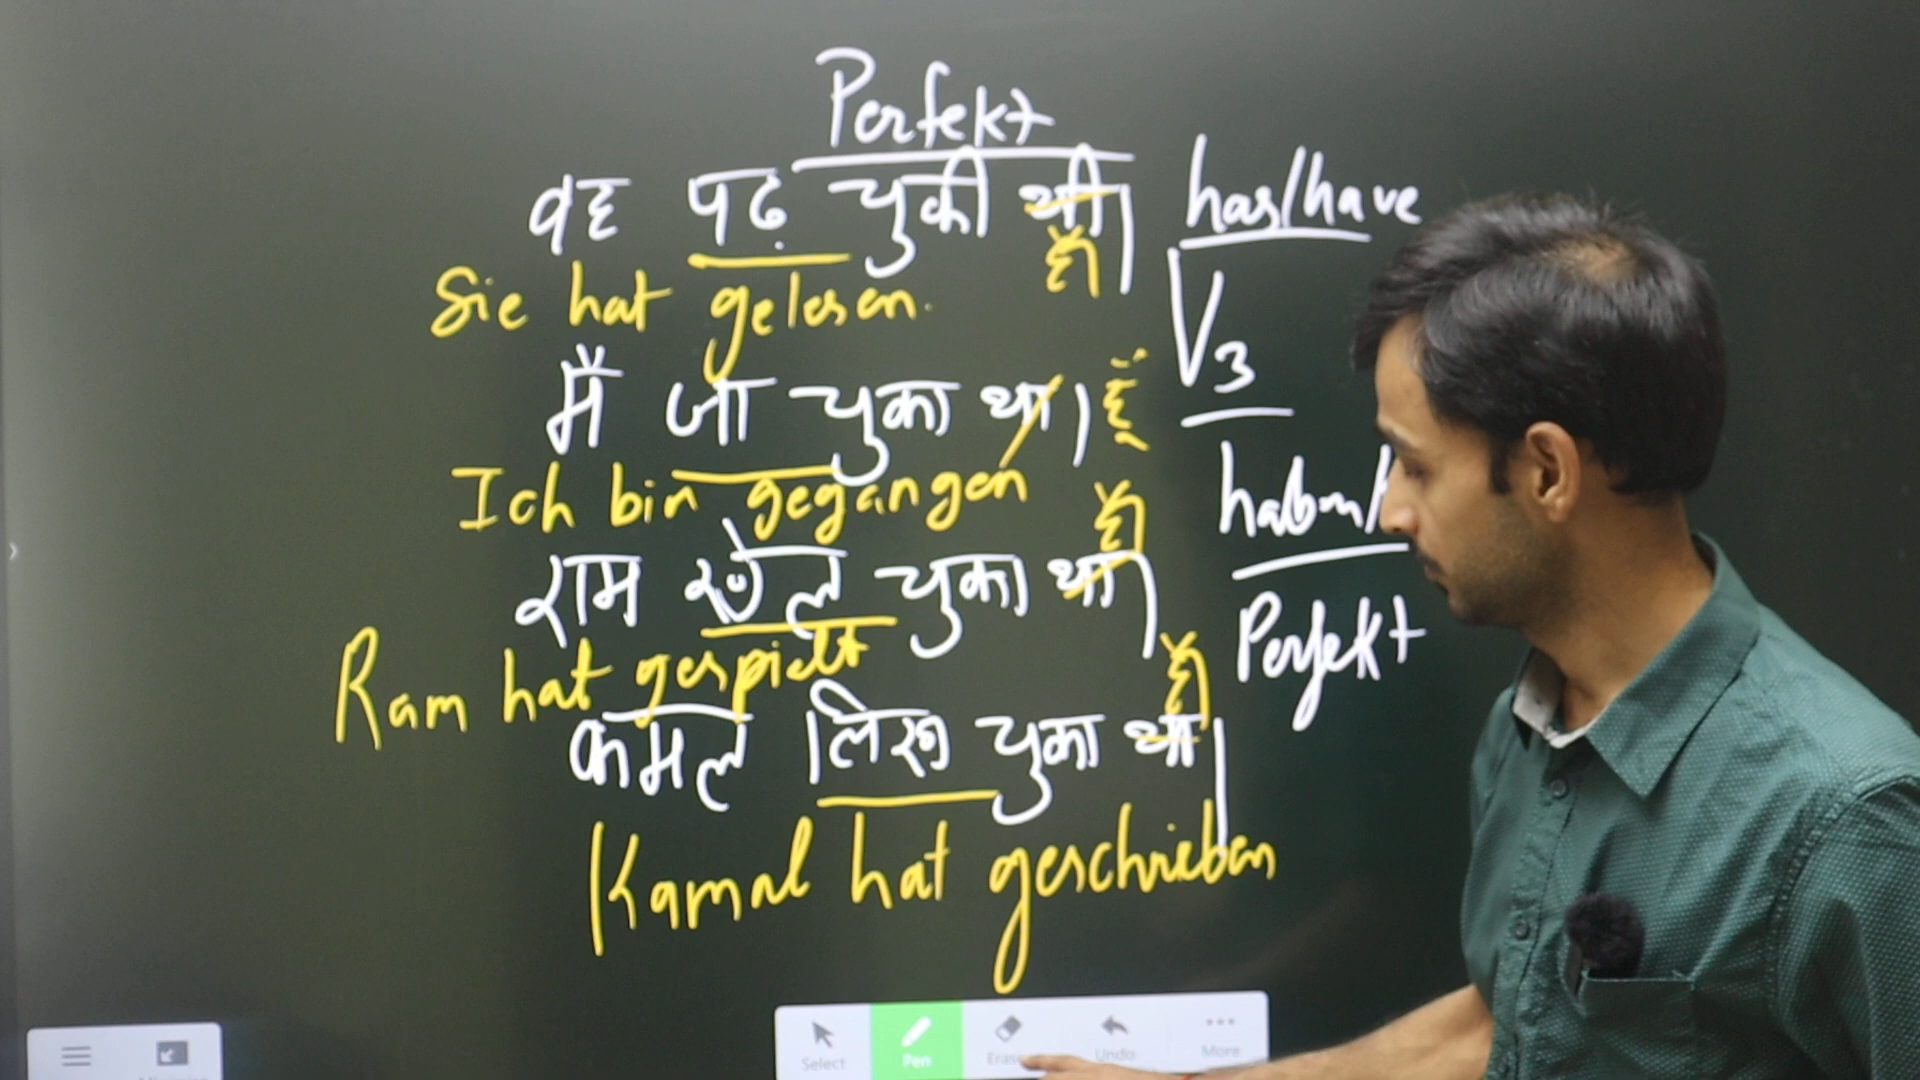 Perfekt
वह पढ़ चुकी थी। है
Sie hat gelesen.
मैं जा चुका था। हूँ
Ich bin gegangen
राम खेल चुका था। है
Ram hat gespielt
कमल लिख चुका था। है
Kamal hat geschrieben
has/have
V3
haben/
Perfekt
Select
Pen
Undo
More